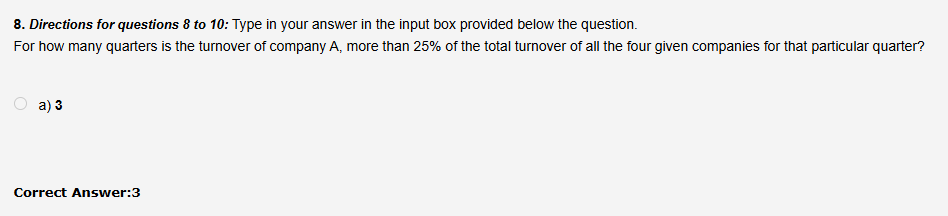 8. Directions for questions 8 to 10: Type in your answer in the input box provided below the question.
For how many quarters is the turnover of company A, more than 25% of the total turnover of all the four given companies for that particular quarter?
a) 3
Correct Answer:3